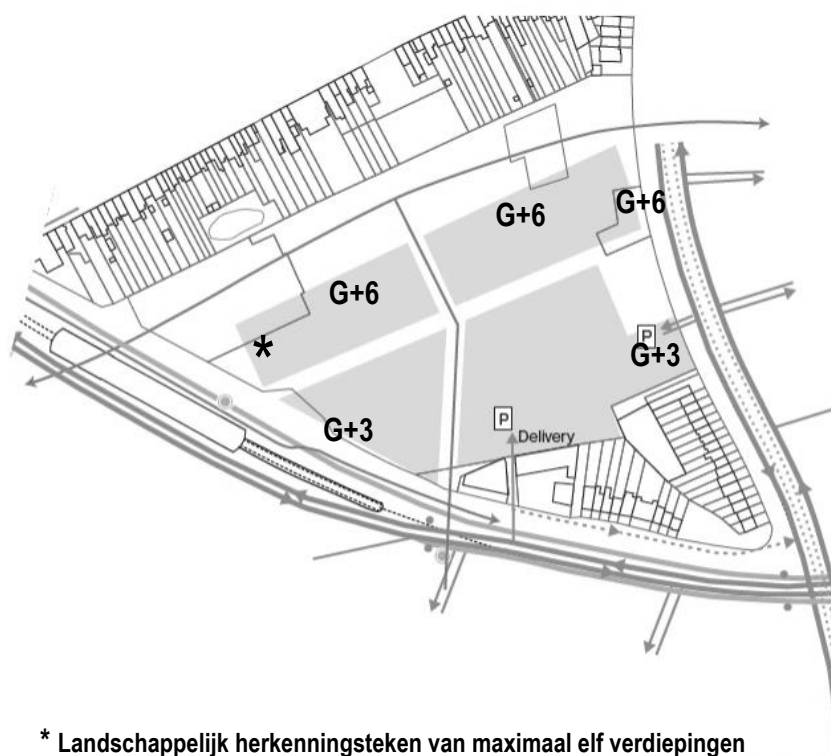 G+6
G+6
G+6
*
P
G+3
G+3
P
Delivery
* Landschappelijk herkenningsteken van maximaal elf verdiepingen